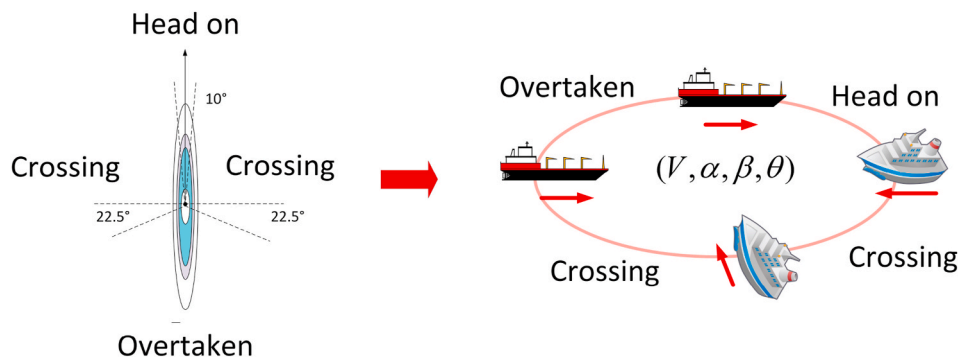 Head on
10°
Crossing
Crossing
22.5°
22.5°
Overtaken
Overtaken
Head on
(V, α, β, θ)
Crossing
Crossing